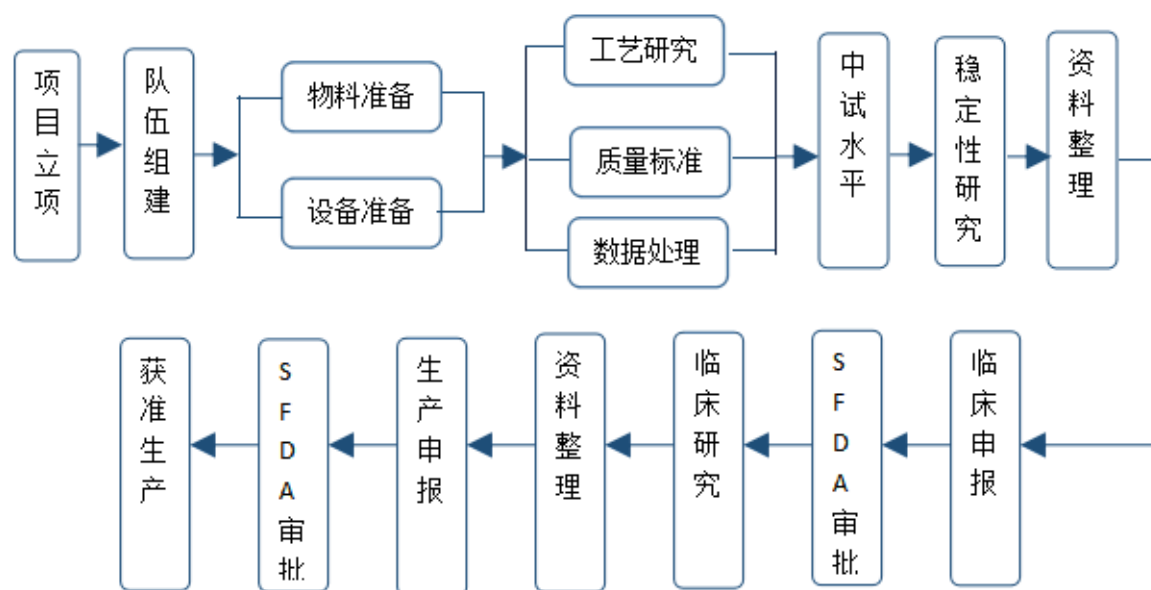 项目立项
队伍组建
物料准备
设备准备
工艺研究
质量标准
数据处理
中试水平
稳定性研究
资料整理
临床申报
SFDA审批
临床研究
资料整理
生产申报
SFDA审批
获准生产